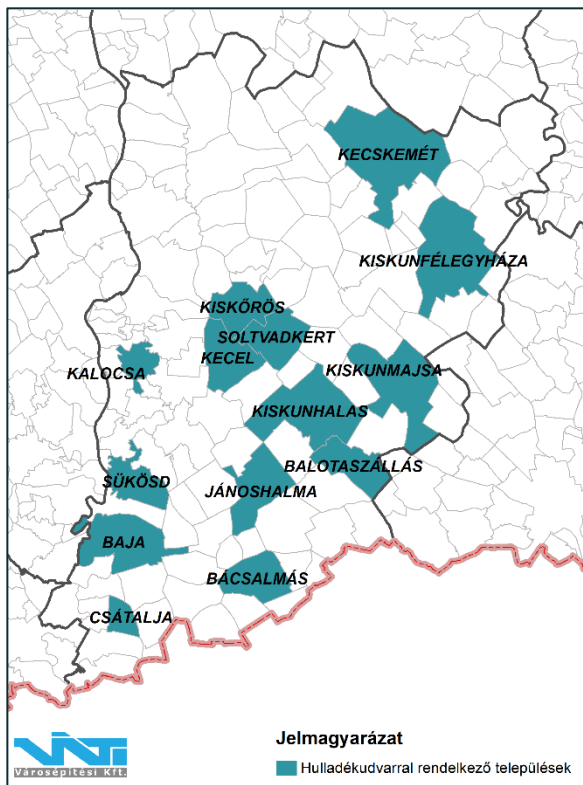 KECSKEMÉT
KISKUNFÉLEGYHÁZA
KISKŐRÖS
SOLTVADKERT
KECEL
KALOCSA
KISKUNMAJSA
KISKUNHALAS
BALOTASZÁLLÁS
SÜKÖSD
JÁNOSHALMA
BAJA
BÁCSALMÁS
CSÁTALJA
Jelmagyarázat
Hulladékudvarral rendelkező települések
VÁTI
Városépítési Kft.